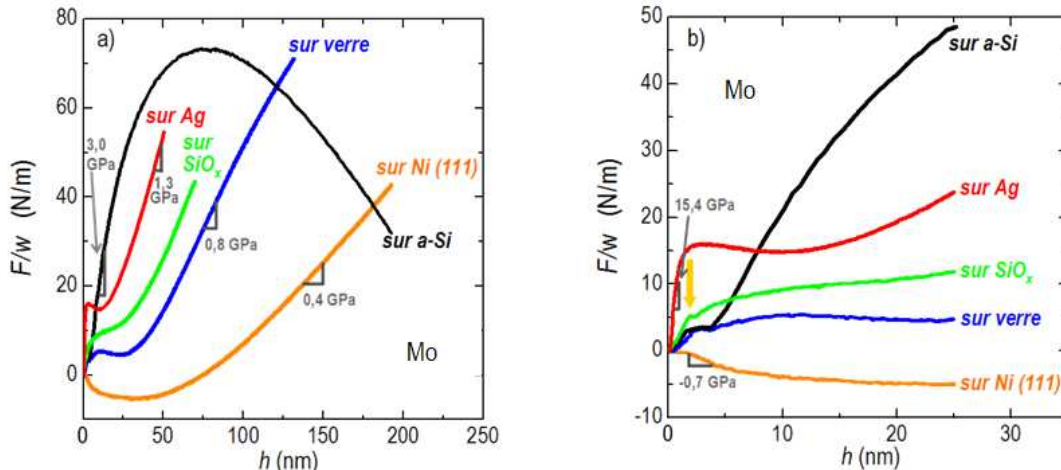 a)
80
60
40
20
0
F/w (N/m)
0
50
100
150
200
250
h (nm)
sur verre
sur Ag
sur
SiOx
sur Ni (111)
sur a-Si
Mo
3,0
GPa
1,3
GPa
0,8 GPa
0,4 GPa
b)
50
40
30
20
10
0
-10
F/w (N/m)
0
10
20
30
h (nm)
sur a-Si
Mo
15,4 GPa
sur Ag
sur SiOx
sur verre
sur Ni (111)
-0,7 GPa